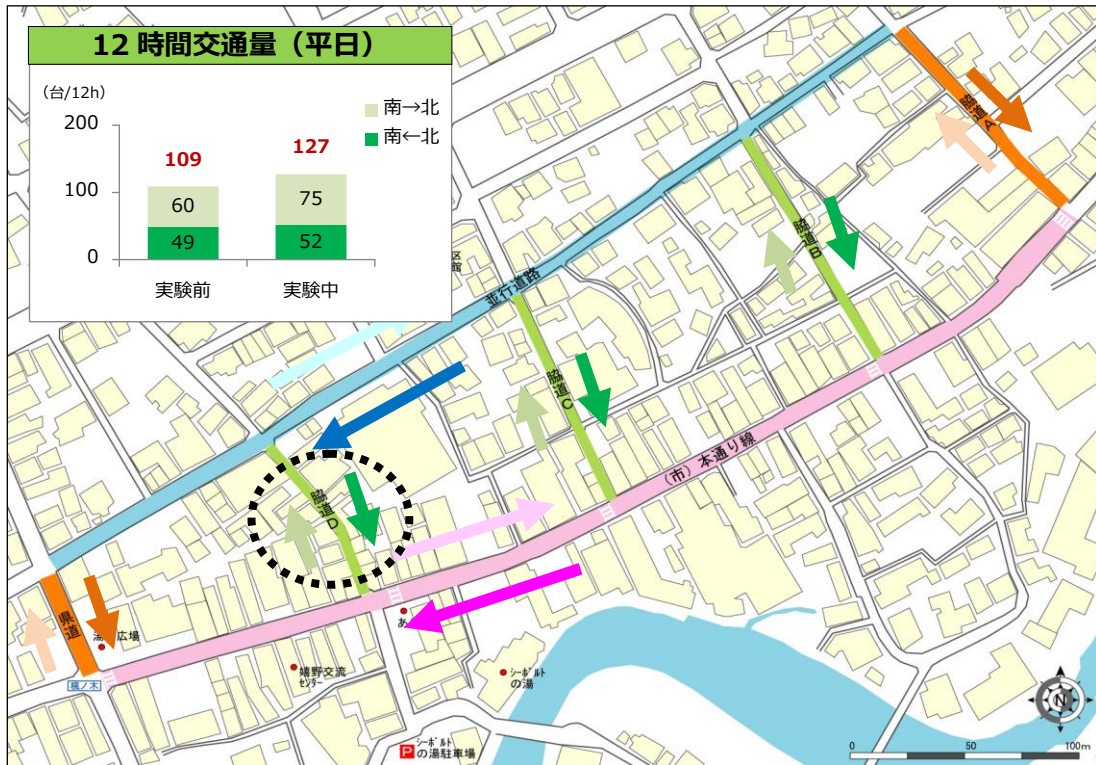 12 時間交通量（平日）
（台/12h）
南→北
南←北
200
100
0
109
127
60
75
49
52
実験前
実験中
脇道A
脇道B
並行道路
脇道C
（市）本通り線
脇道D
県道
広場
楓ノ木
あ
嬉野交流
センター
シーボルト
の湯
P
シーボルト
の湯駐車場
N
0
50
100m